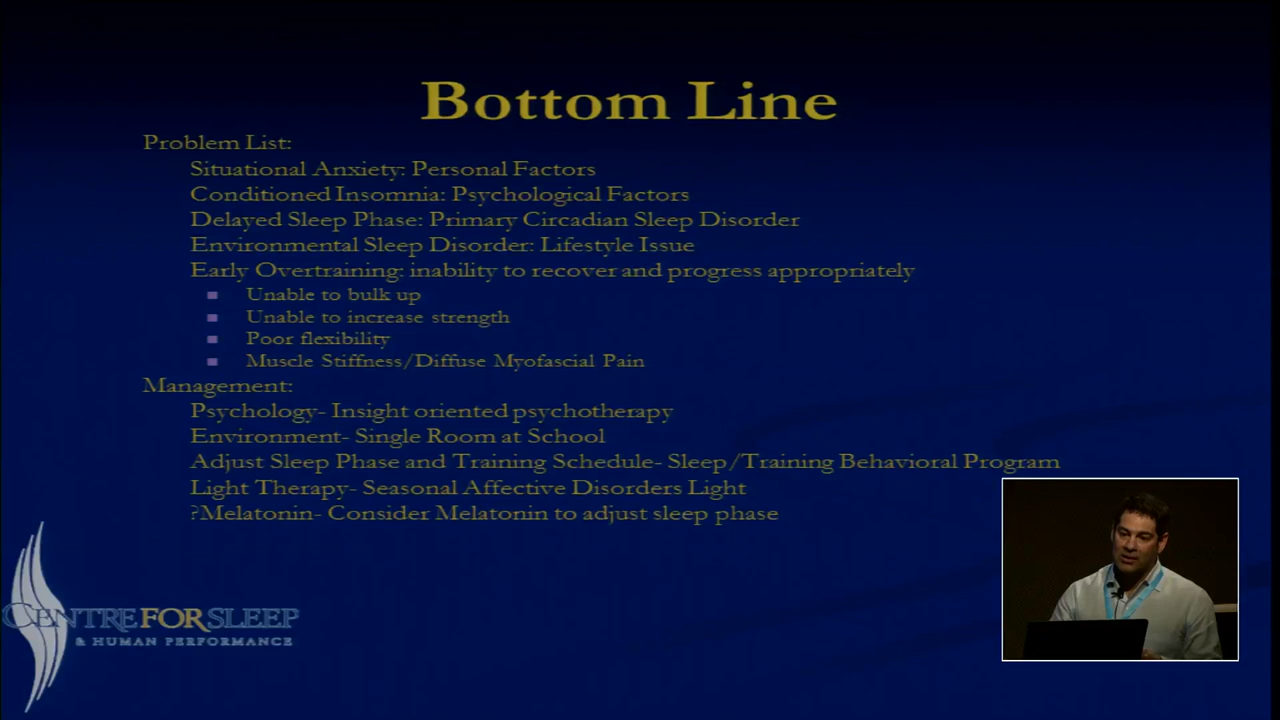 Bottom Line
Problem List:
Situational Anxiety: Personal Factors
Conditioned Insomnia: Psychological Factors
Delayed Sleep Phase: Primary Circadian Sleep Disorder
Environmental Sleep Disorder: Lifestyle Issue
Early Overtraining: inability to recover and progress appropriately
Unable to bulk up
Unable to increase strength
Poor flexibility
Muscle Stiffness/Diffuse Myofascial Pain
Management:
Psychology- Insight oriented psychotherapy
Environment- Single Room at School
Adjust Sleep Phase and Training Schedule- Sleep/Training Behavioral Program
Light Therapy- Seasonal Affective Disorders Light
?Melatonin- Consider Melatonin to adjust sleep phase
CENTRE FOR SLEEP
& HUMAN PERFORMANCE